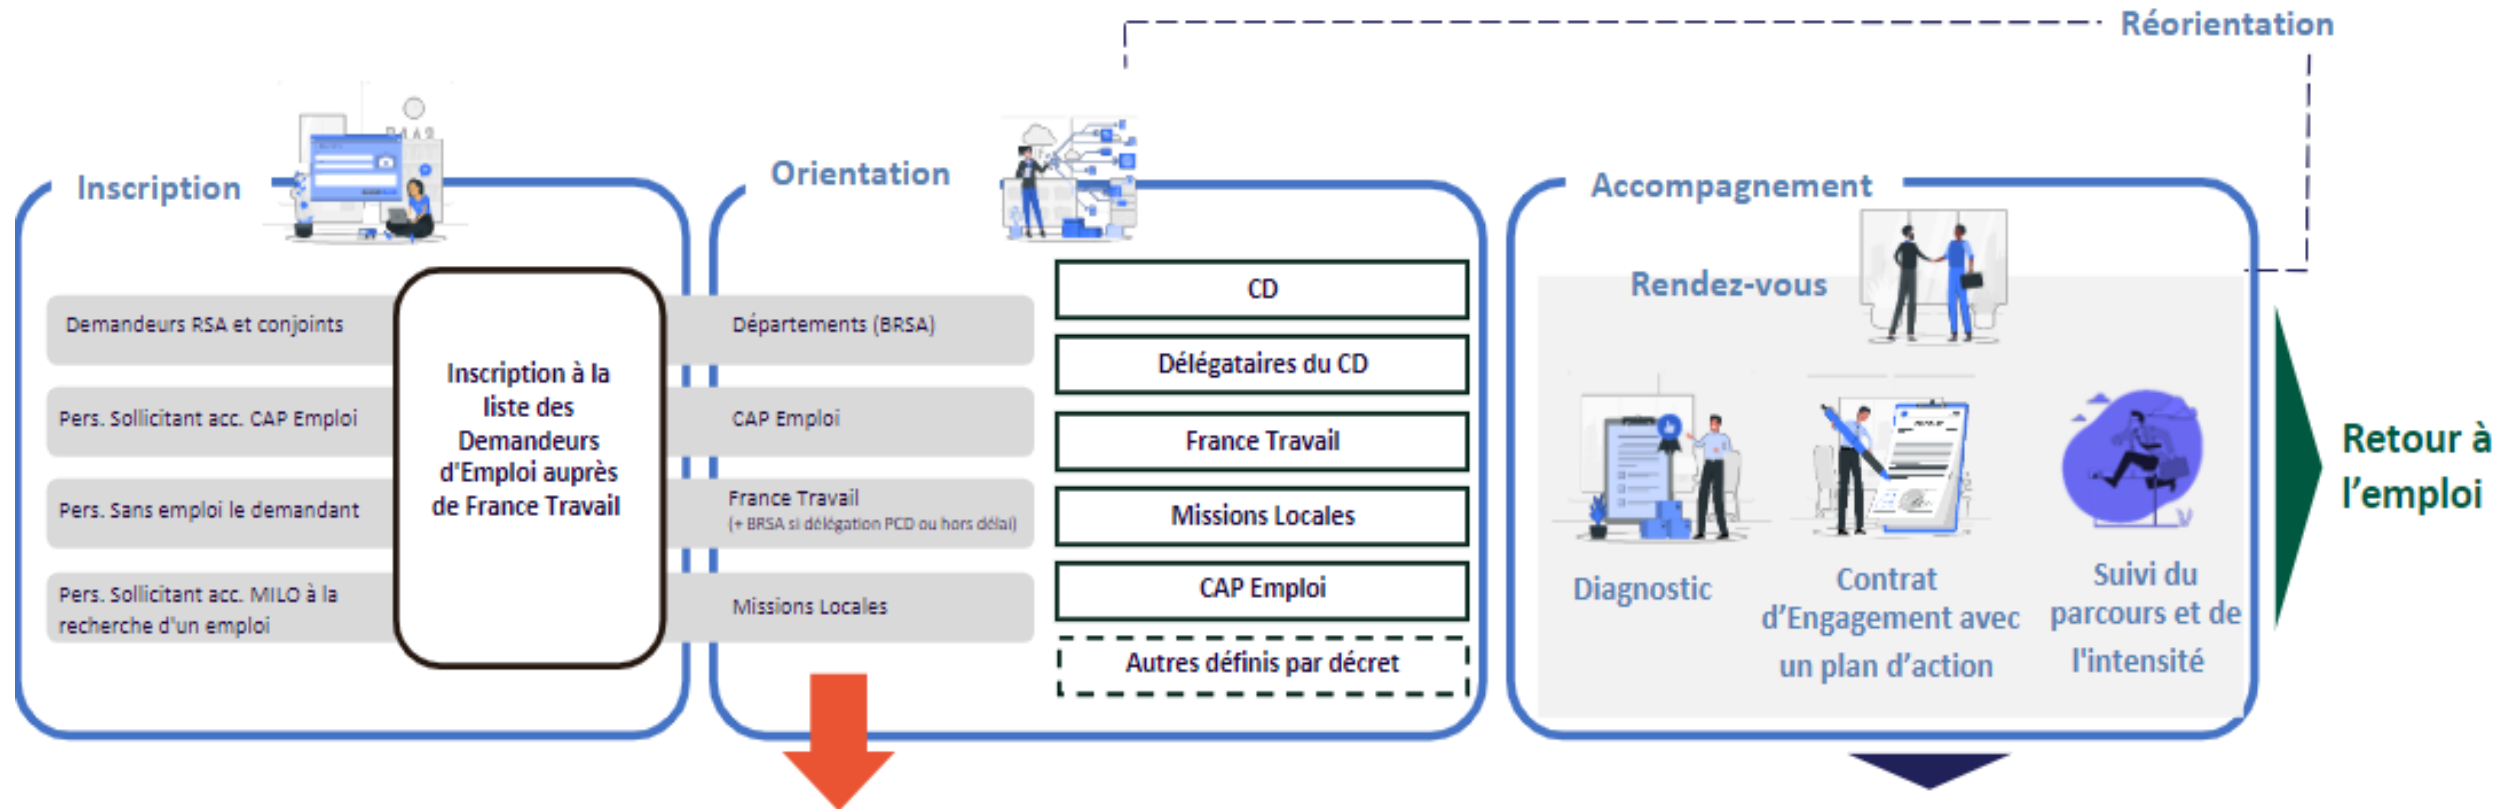 Réorientation
Inscription
Demandeurs RSA et conjoints
Pers. Sollicitant acc. CAP Emploi
Pers. Sans emploi le demandant
Pers. Sollicitant acc. MILO à la
recherche d'un emploi
Inscription à la
liste des
Demandeurs
d'Emploi auprès
de France Travail
Orientation
Départements (BRSA)
CAP Emploi
France Travail
(+ BRSA si délégation PCD ou hors délai)
Missions Locales
CD
Délégataires du CD
France Travail
Missions Locales
CAP Emploi
Autres définis par décret
Accompagnement
Rendez-vous
Diagnostic
Contrat
d’Engagement avec
un plan d’action
Suivi du
parcours et de
l'intensité
Retour à
l’emploi